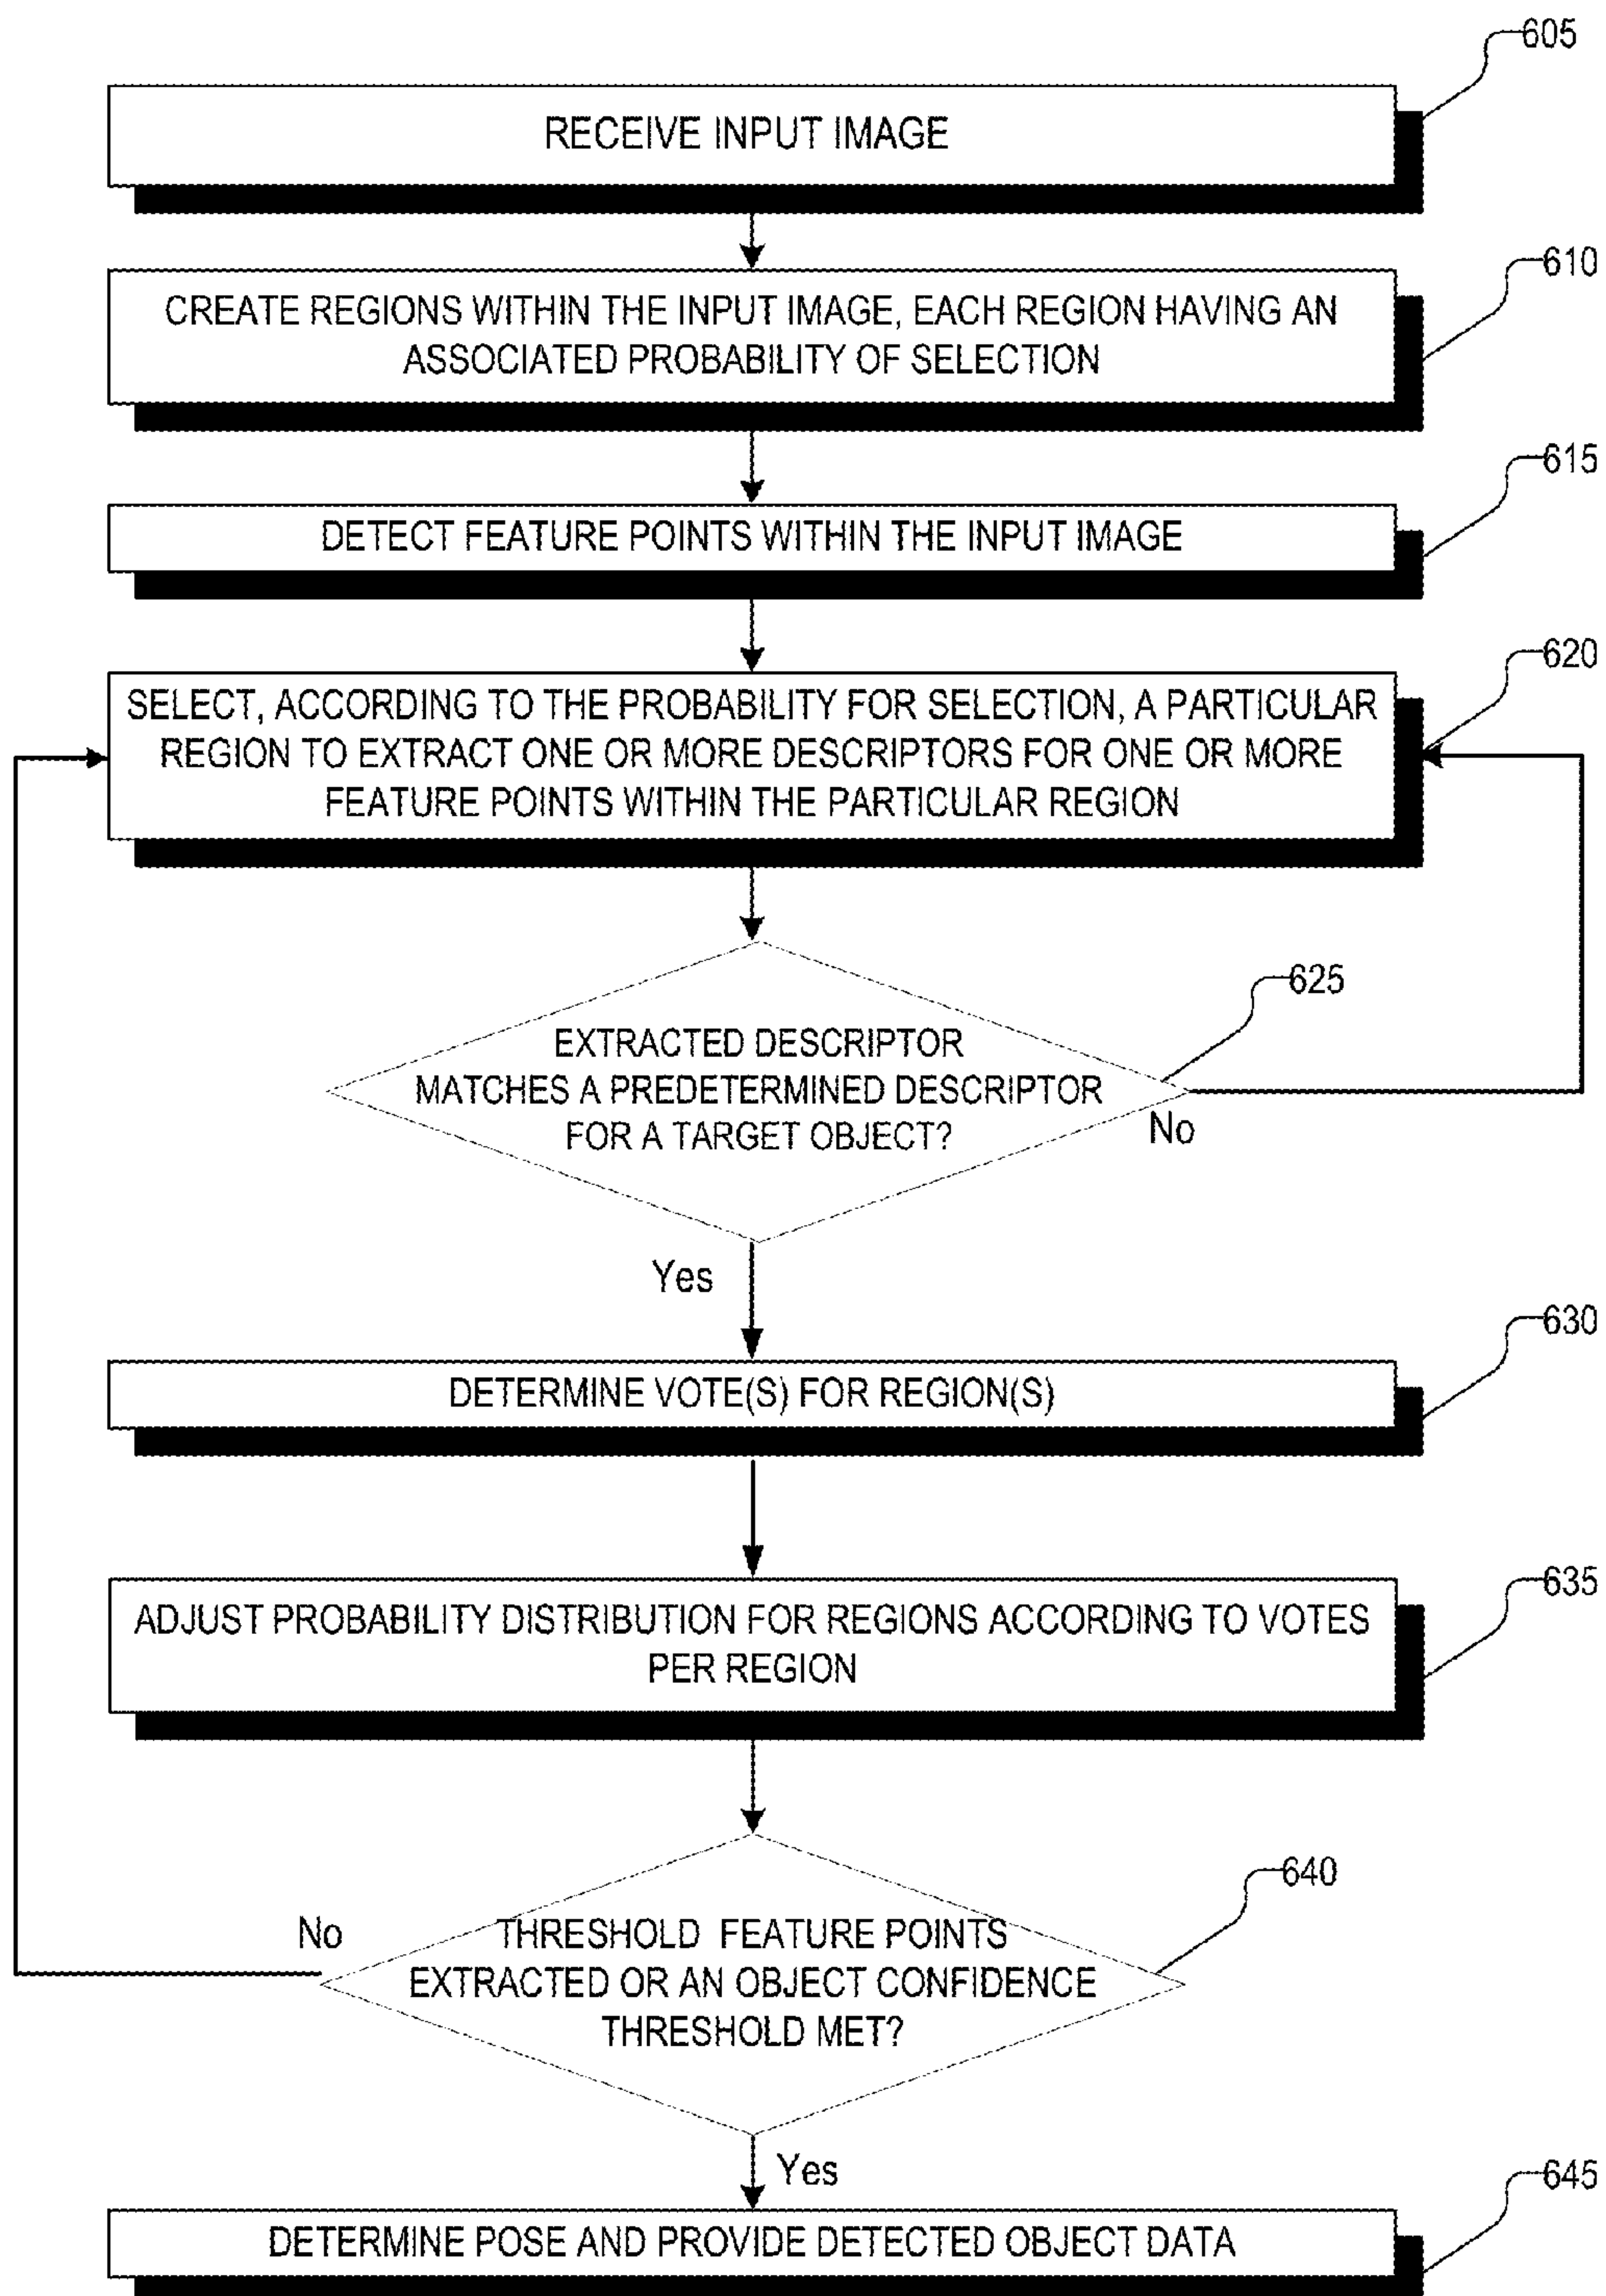 605
RECEIVE INPUT IMAGE
610
CREATE REGIONS WITHIN THE INPUT IMAGE, EACH REGION HAVING AN
ASSOCIATED PROBABILITY OF SELECTION
615
DETECT FEATURE POINTS WITHIN THE INPUT IMAGE
620
SELECT, ACCORDING TO THE PROBABILITY FOR SELECTION, A PARTICULAR
REGION TO EXTRACT ONE OR MORE DESCRIPTORS FOR ONE OR MORE
FEATURE POINTS WITHIN THE PARTICULAR REGION
625
EXTRACTED DESCRIPTOR
MATCHES A PREDETERMINED DESCRIPTOR
FOR A TARGET OBJECT?
No
Yes
630
DETERMINE VOTE(S) FOR REGION(S)
635
ADJUST PROBABILITY DISTRIBUTION FOR REGIONS ACCORDING TO VOTES
PER REGION
640
No
THRESHOLD FEATURE POINTS
EXTRACTED OR AN OBJECT CONFIDENCE
THRESHOLD MET?
Yes
645
DETERMINE POSE AND PROVIDE DETECTED OBJECT DATA